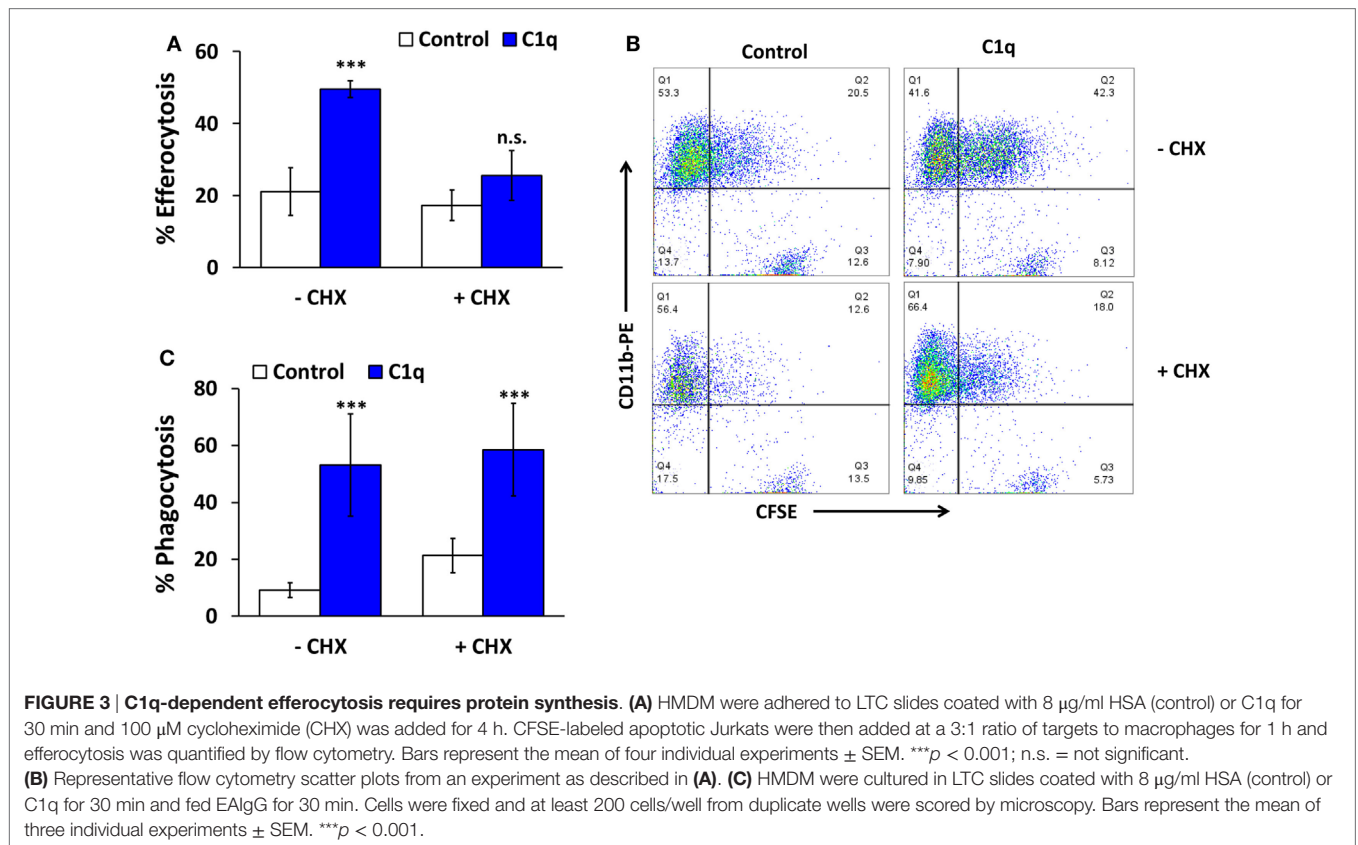 A
Control C1q
60
40
20
0
% Efferocytosis
***
n.s.
- CHX + CHX
B
Control C1q
Q1 53.3
Q2 20.5
Q4 13.7
Q3 12.6
Q1 41.6
Q2 42.3
Q4 7.90
Q3 8.12
- CHX
Q1 56.4
Q2 12.6
Q4 17.5
Q3 13.5
Q1 66.4
Q2 18.0
Q4 9.85
Q3 5.73
+ CHX
CD11b-PE
CFSE
C
Control C1q
80
60
40
20
0
% Phagocytosis
***
***
- CHX + CHX
FIGURE 3 | C1q-dependent efferocytosis requires protein synthesis. (A) HMDM were adhered to LTC slides coated with 8 μg/ml HSA (control) or C1q for
30 min and 100 μM cycloheximide (CHX) was added for 4 h. CFSE-labeled apoptotic Jurkats were then added at a 3:1 ratio of targets to macrophages for 1 h and
efferocytosis was quantified by flow cytometry. Bars represent the mean of four individual experiments ± SEM. ***p < 0.001; n.s. = not significant.
(B) Representative flow cytometry scatter plots from an experiment as described in (A). (C) HMDM were cultured in LTC slides coated with 8 μg/ml HSA (control) or
C1q for 30 min and fed EAIgG for 30 min. Cells were fixed and at least 200 cells/well from duplicate wells were scored by microscopy. Bars represent the mean of
three individual experiments ± SEM. ***p < 0.001.